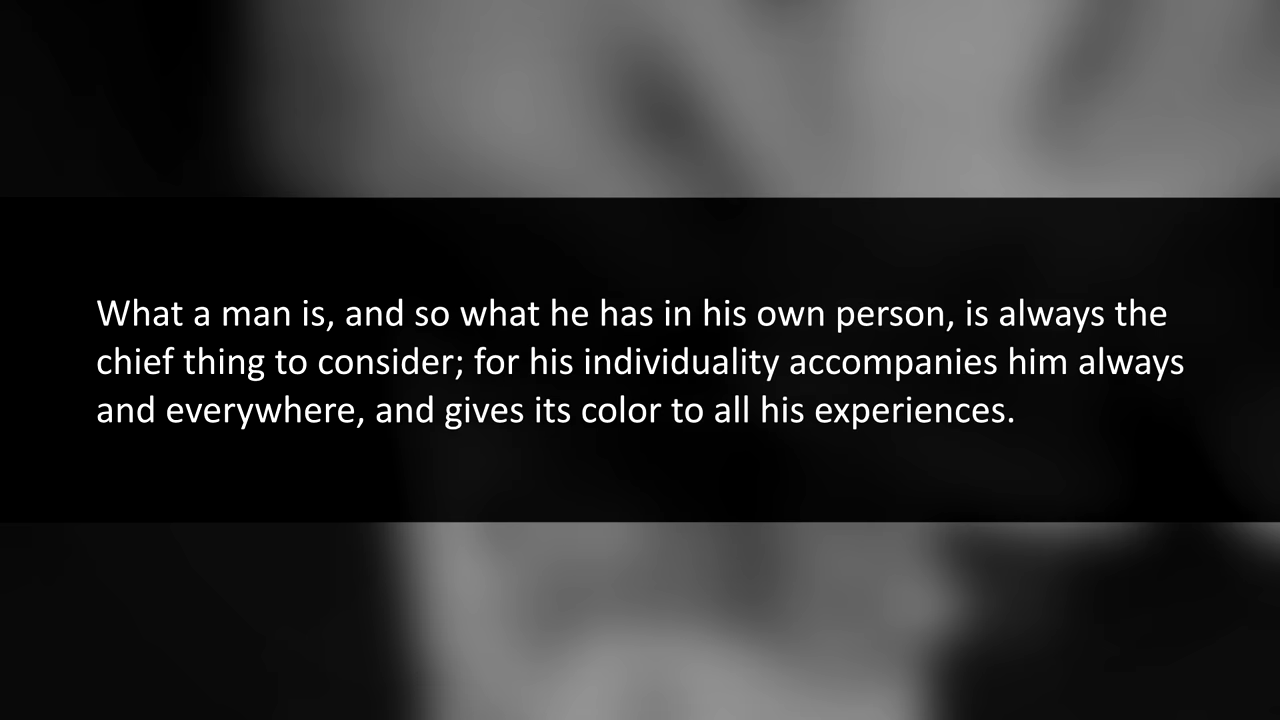 What a man is, and so what he has in his own person, is always the
chief thing to consider; for his individuality accompanies him always
and everywhere, and gives its color to all his experiences.